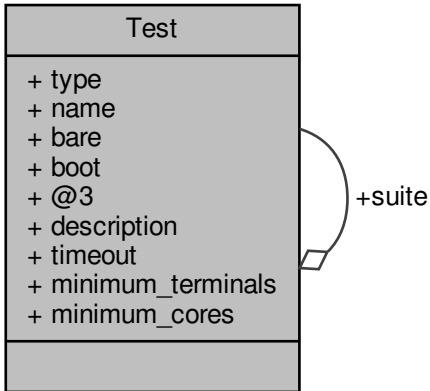 Test
+ type
+ name
+ bare
+ boot
+ @3
+ description
+ timeout
+ minimum_terminals
+ minimum_cores
+suite